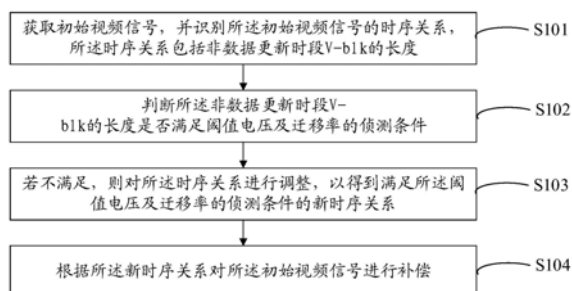 获取初始视频信号，并识别所述初始视频信号的时序关系，
所述时序关系包括非数据更新时段V-blk的长度
S101
判断所述非数据更新时段V-
blk的长度是否满足阈值电压及迁移率的侦测条件
S102
若不满足，则对所述时序关系进行调整，以得到满足所述阈
值电压及迁移率的侦测条件的新时序关系
S103
根据所述新时序关系对所述初始视频信号进行补偿
S104